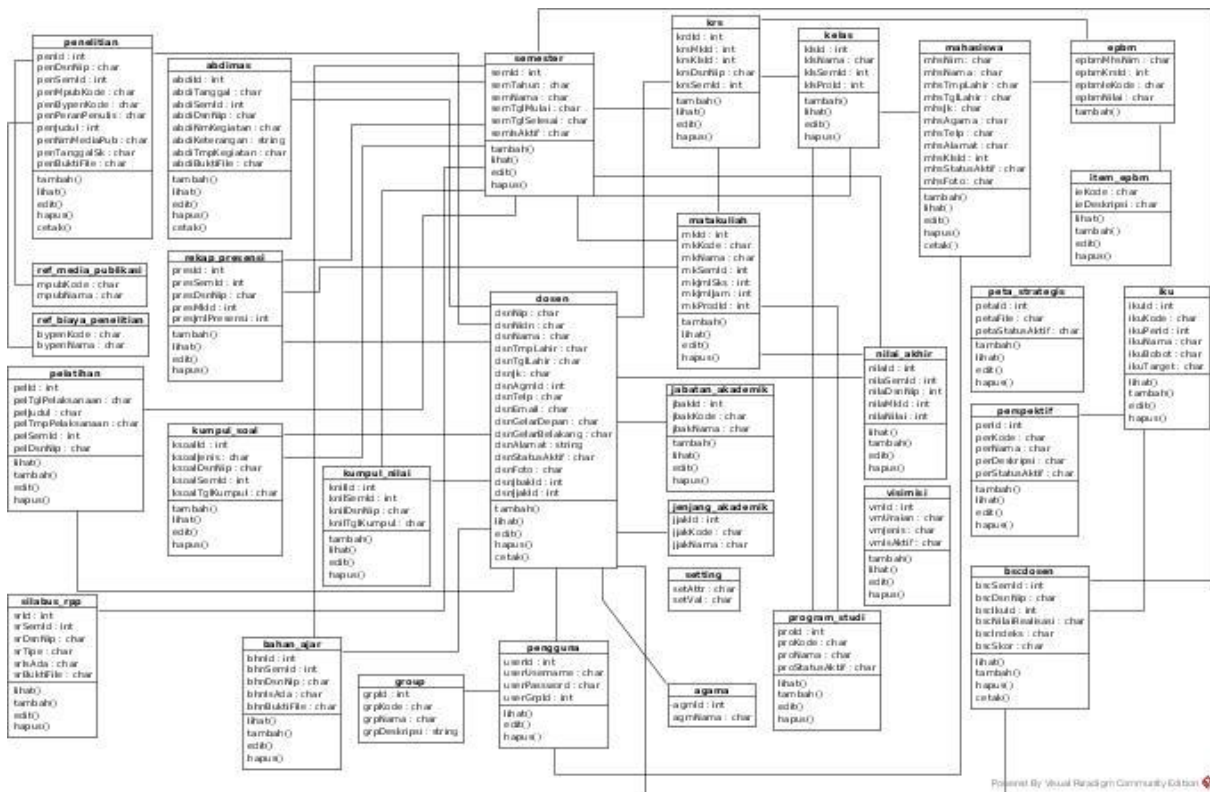 penelitian
penId : int
penDsnNip : char
penSemId : int
penMpubKode : char
penBypenKode : char
penPeranPenulis : char
penJudul : int
penNmMediaPub : char
penTanggalSk : char
penBuktiFile : char
tambah()
lihat()
edit()
hapus()
cetak()
abdimas
abdiId : int
abdiTanggal : char
abdiSemId : int
abdiDsnNip : char
abdiNmKegiatan : char
abdiKeterangan : string
abdiTmpKegiatan : char
abdiBuktiFile : char
tambah()
lihat()
edit()
hapus()
cetak()
semester
semId : int
semTahun : char
semNama : char
semTglMulai : char
semTglSelesai : char
semIsAktif : char
tambah()
lihat()
edit()
hapus()
krs
krdId : int
krsMkId : int
krsKlsId : int
krsDsnNip : char
krsSemId : int
tambah()
lihat()
edit()
hapus()
kelas
klsId : int
klsNama : char
klsSemId : int
klsProId : int
tambah()
lihat()
edit()
hapus()
mahasiswa
mhsNim : char
mhsNama : char
mhsTmpLahir : char
mhsTglLahir : char
mhsJk : char
mhsAgama : char
mhsTelp : char
mhsAlamat : char
mhsKlsId : int
mhsStatusAktif : char
mhsFoto : char
tambah()
lihat()
edit()
hapus()
cetak()
epbm
epbmMhsNim : char
epbmKrsId : int
epbmIeKode : char
epbmNilai : char
tambah()
item_epbm
ieKode : char
ieDeskripsi : char
lihat()
tambah()
edit()
hapus()
ref_media_publikasi
mpubKode : char
mpubNama : char
ref_biaya_penelitian
bypenKode : char
bypenNama : char
rekap_presensi
presId : int
presSemId : int
presDsnNip : char
presMkId : int
presJmlPresensi : int
tambah()
lihat()
edit()
hapus()
matakuliah
mkId : int
mkKode : char
mkNama : char
mkSemId : int
mkJmlSks : int
mkJmlJam : int
mkProdId : int
tambah()
lihat()
edit()
hapus()
dosen
dsnNip : char
dsnNidn : char
dsnNama : char
dsnTmpLahir : char
dsnTglLahir : char
dsnJk : char
dsnAgmId : int
dsnTelp : char
dsnEmail : char
dsnGelarDepan : char
dsnGelarBelakang : char
dsnAlamat : string
dsnStatusAktif : char
dsnFoto : char
dsnJbakId : int
dsnJjakId : int
tambah()
lihat()
edit()
hapus()
cetak()
peta_strategis
petaId : int
petaFile : char
petaStatusAktif : char
tambah()
lihat()
edit()
hapus()
iku
ikuId : int
ikuKode : char
ikuPerId : int
ikuNama : char
ikuBobot : char
ikuTarget : char
lihat()
tambah()
edit()
hapus()
pelatihan
pelId : int
pelTglPelaksanaan : char
pelJudul : char
pelTmpPelaksanaan : char
pelSemId : int
pelDsnNip : char
lihat()
tambah()
edit()
hapus()
kumpul_soal
ksoalId : int
ksoalJenis : char
ksoalDsnNip : char
ksoalSemId : int
ksoalTglKumpul : char
tambah()
lihat()
edit()
hapus()
kumpul_nilai
knilId : int
knilSemId : int
knilDsnNip : char
knilTglKumpul : char
tambah()
lihat()
edit()
hapus()
jabatan_akademik
jbakId : int
jbakKode : char
jbakNama : char
tambah()
lihat()
edit()
hapus()
nilai_akhir
nilaId : int
nilaSemId : int
nilaDsnNip : char
nilaMkId : int
nilaNilai : int
lihat()
tambah()
edit()
hapus()
perspektif
perId : int
perKode : char
perNama : char
perDeskripsi : char
perStatusAktif : char
tambah()
lihat()
edit()
hapus()
jenjang_akademik
jjakId : int
jjakKode : char
jjakNama : char
visimisi
vmId : int
vmUraian : char
vmJenis : char
vmIsAktif : char
tambah()
lihat()
edit()
hapus()
setting
setAttr : char
setVal : char
bscdosen
bscSemId : int
bscDsnNip : char
bscIkuId : int
bscNilaiRealisasi : char
bscIndeks : char
bscSkor : char
lihat()
tambah()
hapus()
cetak()
silabus_rpp
srId : int
srSemId : int
srDsnNip : char
srTipe : char
srIsAda : char
srBuktiFile : char
lihat()
tambah()
edit()
hapus()
bahan_ajar
bhnId : int
bhnSemId : int
bhnDsnNip : char
bhnIsAda : char
bhnBuktiFile : char
lihat()
tambah()
edit()
hapus()
group
grpId : int
grpKode : char
grpNama : char
grpDeskripsi : string
pengguna
userId : int
userUsername : char
userPassword : char
userGrpId : int
lihat()
edit()
hapus()
agama
-agmId : int
agmNama : char
program_studi
proId : int
proKode : char
proNama : char
proStatusAktif : char
lihat()
tambah()
edit()
hapus()
Powered By Visual Paradigm Community Edition